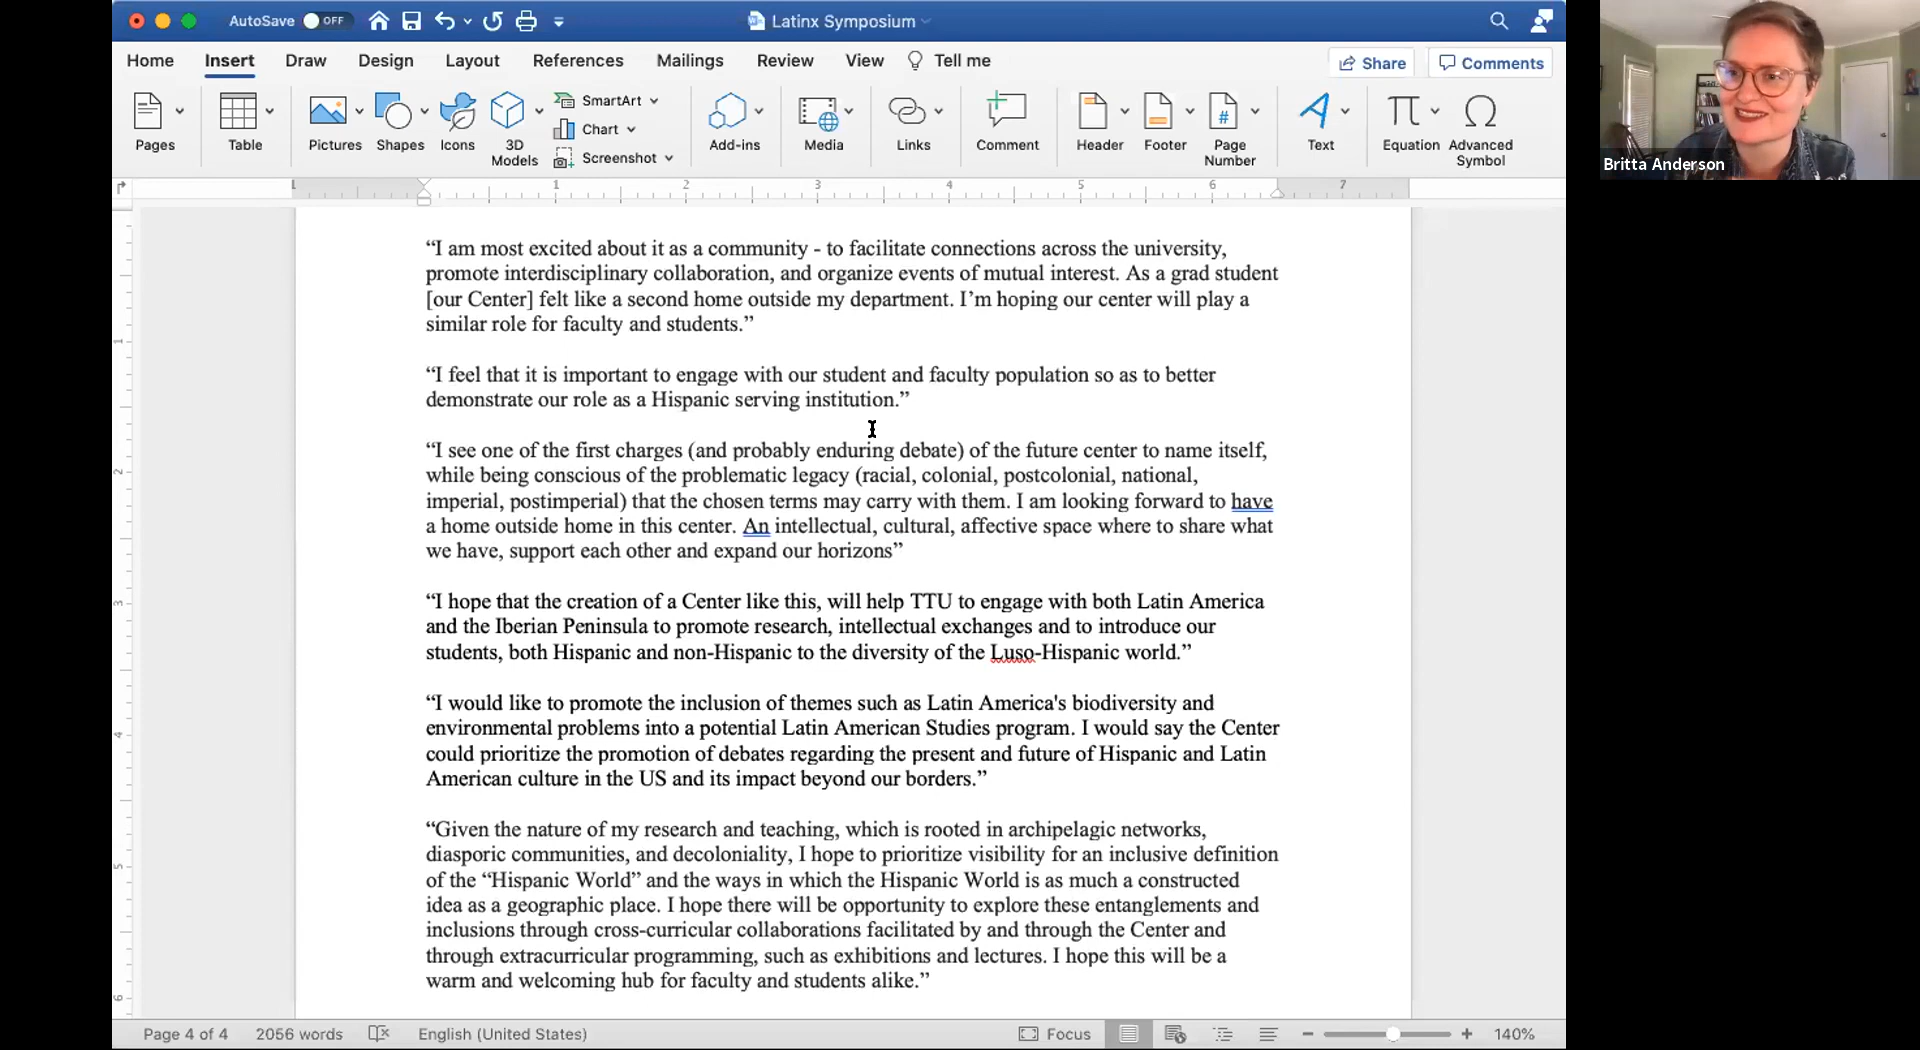 AutoSave OFF
Latinx Symposium
Home Insert Draw Design Layout References Mailings Review View Tell me
Share Comments
Pages
Table
Pictures
Shapes
Icons
3D Models
SmartArt
Chart
Screenshot
Add-ins
Media
Links
Comment
Header
Footer
Page Number
Text
Equation
Advanced Symbol
1 1 2 3 4 5 6 7
“I am most excited about it as a community - to facilitate connections across the university,
promote interdisciplinary collaboration, and organize events of mutual interest. As a grad student
[our Center] felt like a second home outside my department. I’m hoping our center will play a
similar role for faculty and students.”
“I feel that it is important to engage with our student and faculty population so as to better
demonstrate our role as a Hispanic serving institution.”
“I see one of the first charges (and probably enduring debate) of the future center to name itself,
while being conscious of the problematic legacy (racial, colonial, postcolonial, national,
imperial, postimperial) that the chosen terms may carry with them. I am looking forward to have
a home outside home in this center. An intellectual, cultural, affective space where to share what
we have, support each other and expand our horizons”
“I hope that the creation of a Center like this, will help TTU to engage with both Latin America
and the Iberian Peninsula to promote research, intellectual exchanges and to introduce our
students, both Hispanic and non-Hispanic to the diversity of the Luso-Hispanic world.”
“I would like to promote the inclusion of themes such as Latin America's biodiversity and
environmental problems into a potential Latin American Studies program. I would say the Center
could prioritize the promotion of debates regarding the present and future of Hispanic and Latin
American culture in the US and its impact beyond our borders.”
“Given the nature of my research and teaching, which is rooted in archipelagic networks,
diasporic communities, and decoloniality, I hope to prioritize visibility for an inclusive definition
of the “Hispanic World” and the ways in which the Hispanic World is as much a constructed
idea as a geographic place. I hope there will be opportunity to explore these entanglements and
inclusions through cross-curricular collaborations facilitated by and through the Center and
through extracurricular programming, such as exhibitions and lectures. I hope this will be a
warm and welcoming hub for faculty and students alike.”
1
2
3
4
5
6
Page 4 of 4 2056 words English (United States) Focus 140%
Britta Anderson